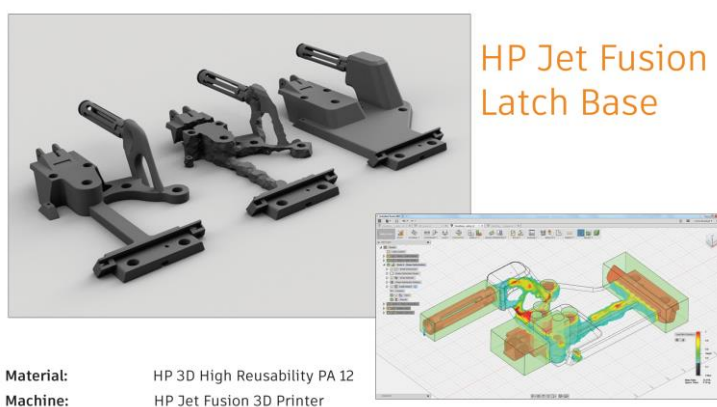 HP Jet Fusion
Latch Base
Material: HP 3D High Reusability PA 12
Machine: HP Jet Fusion 3D Printer